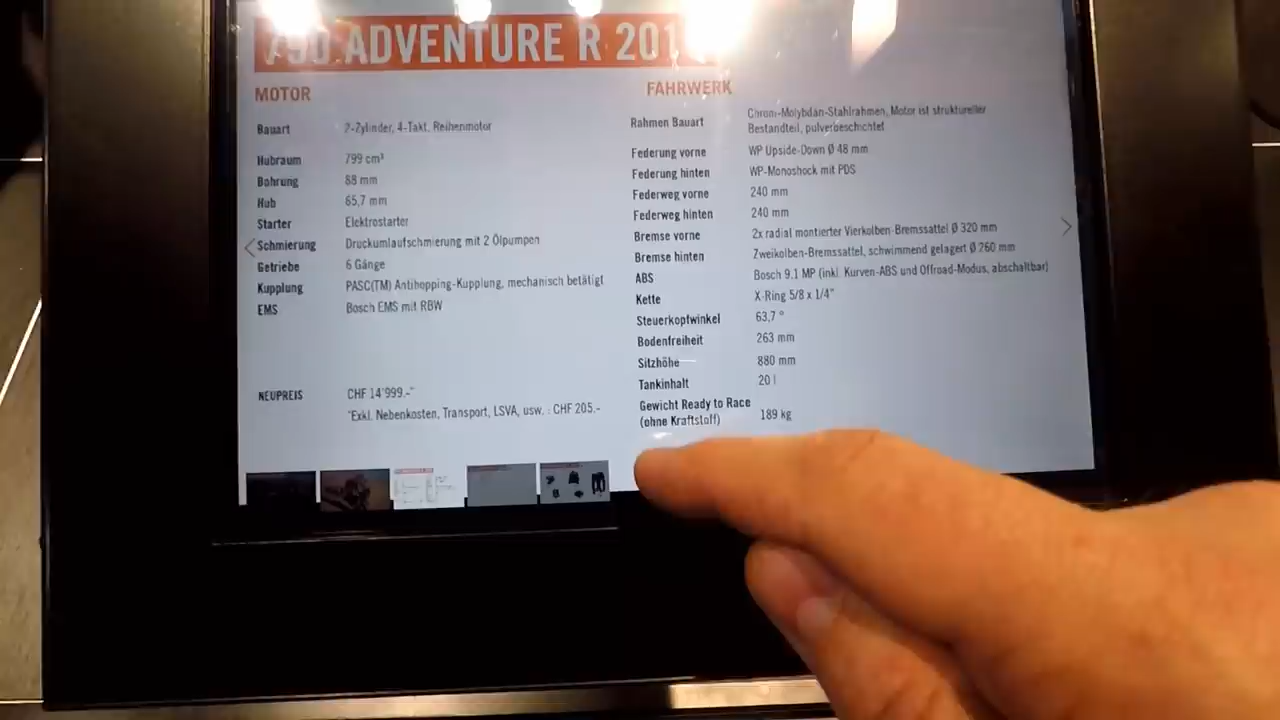 790 ADVENTURE R 201
MOTOR
Bauart 2-Zylinder, 4-Takt, Reihenmotor
Hubraum 799 cm³
Bohrung 88 mm
Hub 65,7 mm
Starter Elektrostarter
Schmierung Druckumlaufschmierung mit 2 Ölpumpen
Getriebe 6 Gänge
Kupplung PASC(TM) Antihopping-Kupplung, mechanisch betätigt
EMS Bosch EMS mit RBW
NEUPREIS CHF 14'999.-*
*Exkl. Nebenkosten, Transport, LSVA, usw. : CHF 205.-
FAHRWERK
Rahmen Bauart Chrom-Molybdän-Stahlrahmen, Motor ist struktureller
Bestandteil, pulverbeschichtet
Federung vorne WP Upside-Down Ø 48 mm
Federung hinten WP-Monoshock mit PDS
Federweg vorne 240 mm
Federweg hinten 240 mm
Bremse vorne 2x radial montierter Vierkolben-Bremssattel Ø 320 mm
Bremse hinten Zweikolben-Bremssattel, schwimmend gelagert Ø 260 mm
ABS Bosch 9.1 MP (inkl. Kurven-ABS und Offroad-Modus, abschaltbar)
Kette X-Ring 5/8 x 1/4"
Steuerkopfwinkel 63,7 °
Bodenfreiheit 263 mm
Sitzhöhe 880 mm
Tankinhalt 20 l
Gewicht Ready to Race
(ohne Kraftstoff) 189 kg